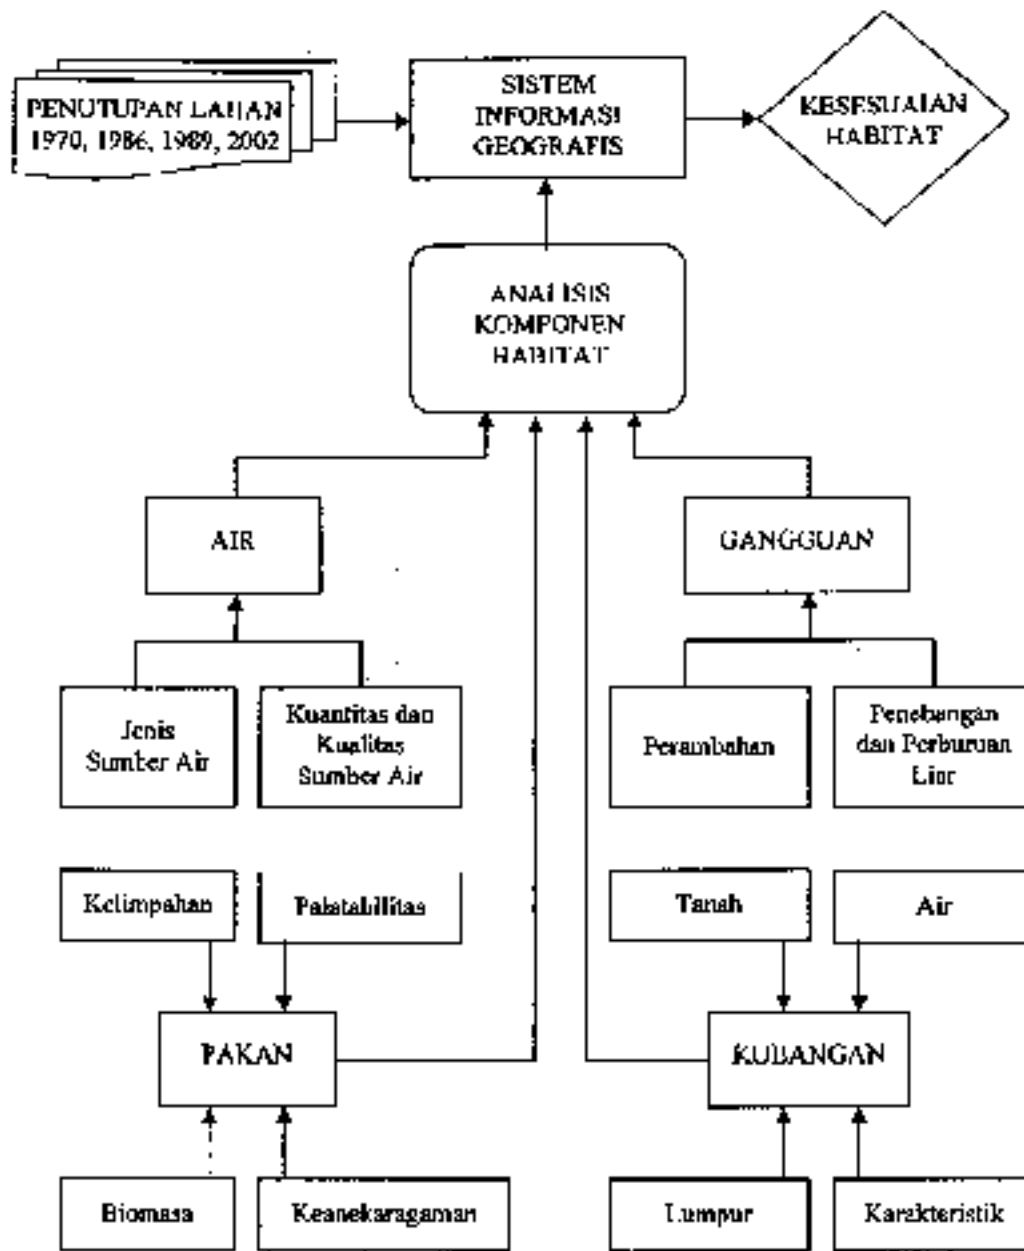 PENUTUPAN LAHAN
1970, 1986, 1989, 2002
SISTEM
INFORMASI
GEOGRAFIS
KESESUAIAN
HABITAT
ANALISIS
KOMPONEN
HABITAT
AIR
GANGGUAN
Jenis
Sumber Air
Kuantitas dan
Kualitas
Sumber Air
Perambahan
Penebangan
dan Perburuan
Liar
Kelimpahan
Palatabilitas
Tanah
Air
PAKAN
KUBANGAN
Biomasa
Keanekaragaman
Lumpur
Karakteristik